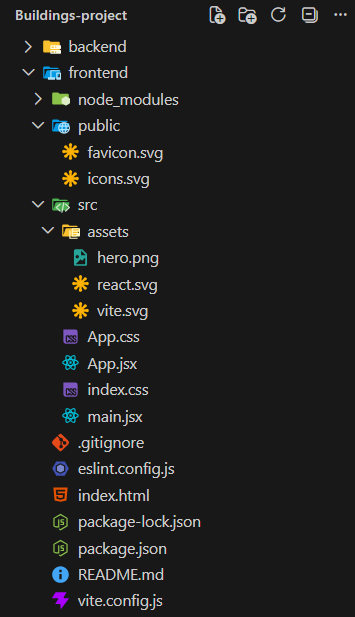 Buildings-project
backend
frontend
node_modules
public
favicon.svg
icons.svg
src
assets
hero.png
react.svg
vite.svg
App.css
App.jsx
index.css
main.jsx
.gitignore
eslint.config.js
index.html
package-lock.json
package.json
README.md
vite.config.js